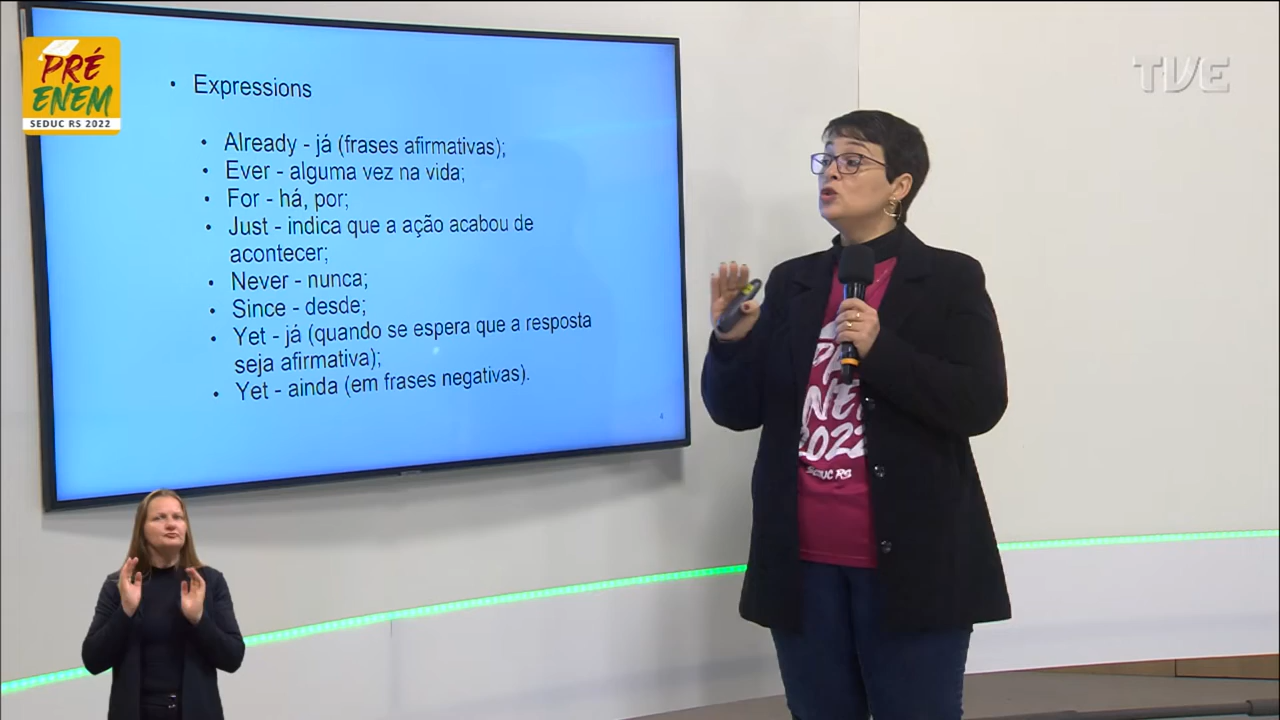 PRÉ
ENEM
SEDUC RS 2022
TVE
• Expressions
• Already - já (frases afirmativas);
• Ever - alguma vez na vida;
• For - há, por;
• Just - indica que a ação acabou de
acontecer;
• Never - nunca;
• Since - desde;
• Yet - já (quando se espera que a resposta
seja afirmativa);
• Yet - ainda (em frases negativas).
4
2022
SEDUC RS